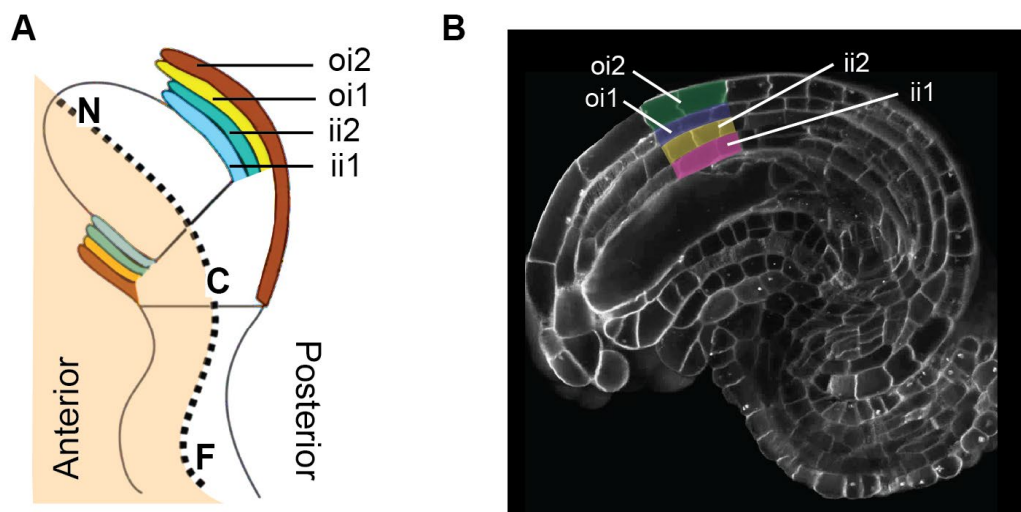 A
oi2
oi1
ii2
ii1
N
C
F
Anterior
Posterior
B
oi2
oi1
ii2
ii1